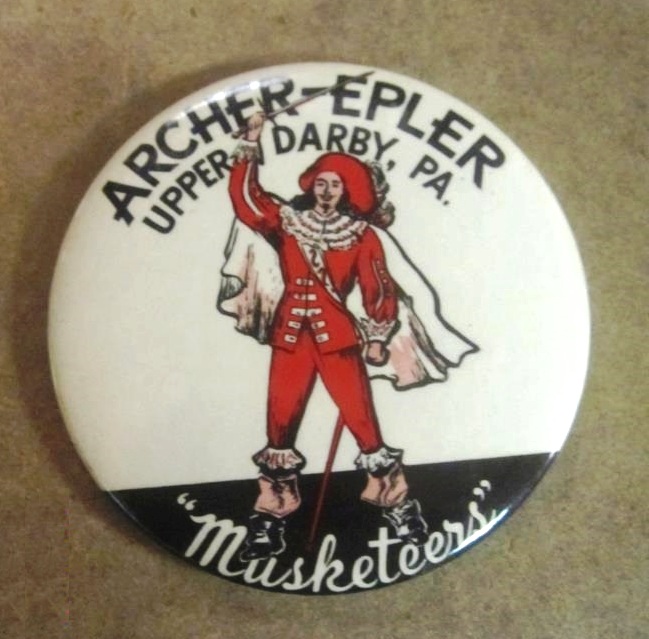 ARCHER-EPLER
UPPER DARBY, PA.
"Musketeers"